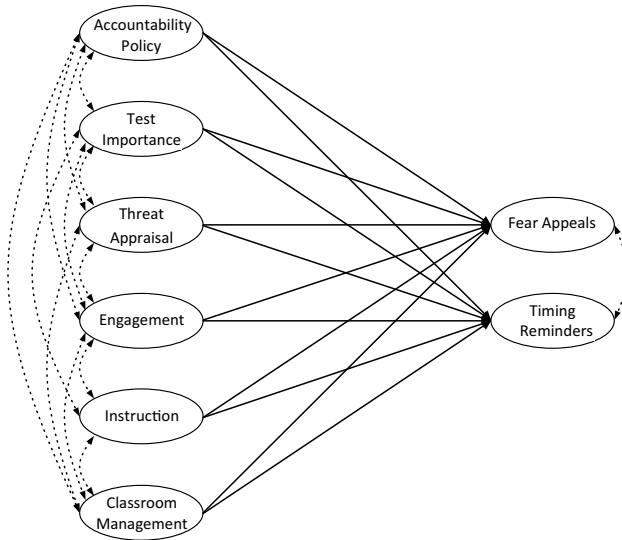 Accountability
Policy
Test
Importance
Threat
Appraisal
Engagement
Instruction
Classroom
Management
Fear Appeals
Timing
Reminders